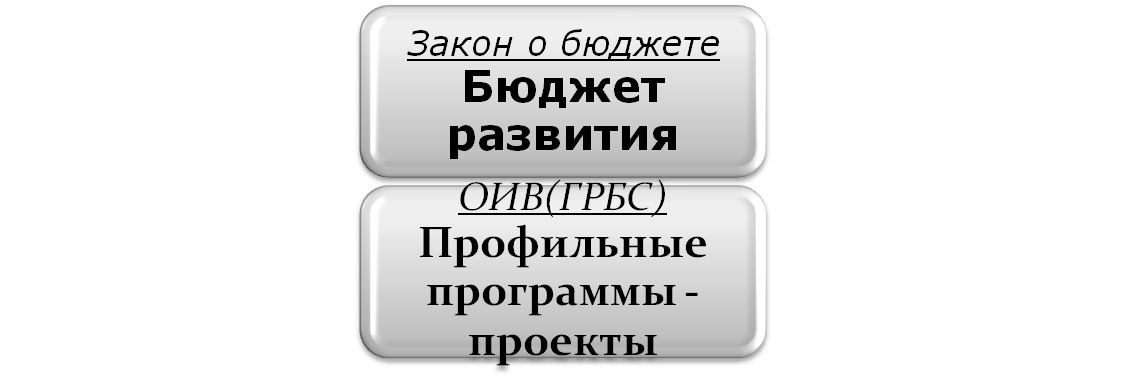 Закон о бюджете
Бюджет
развития
ОИВ(ГРБС)
Профильные
программы -
проекты